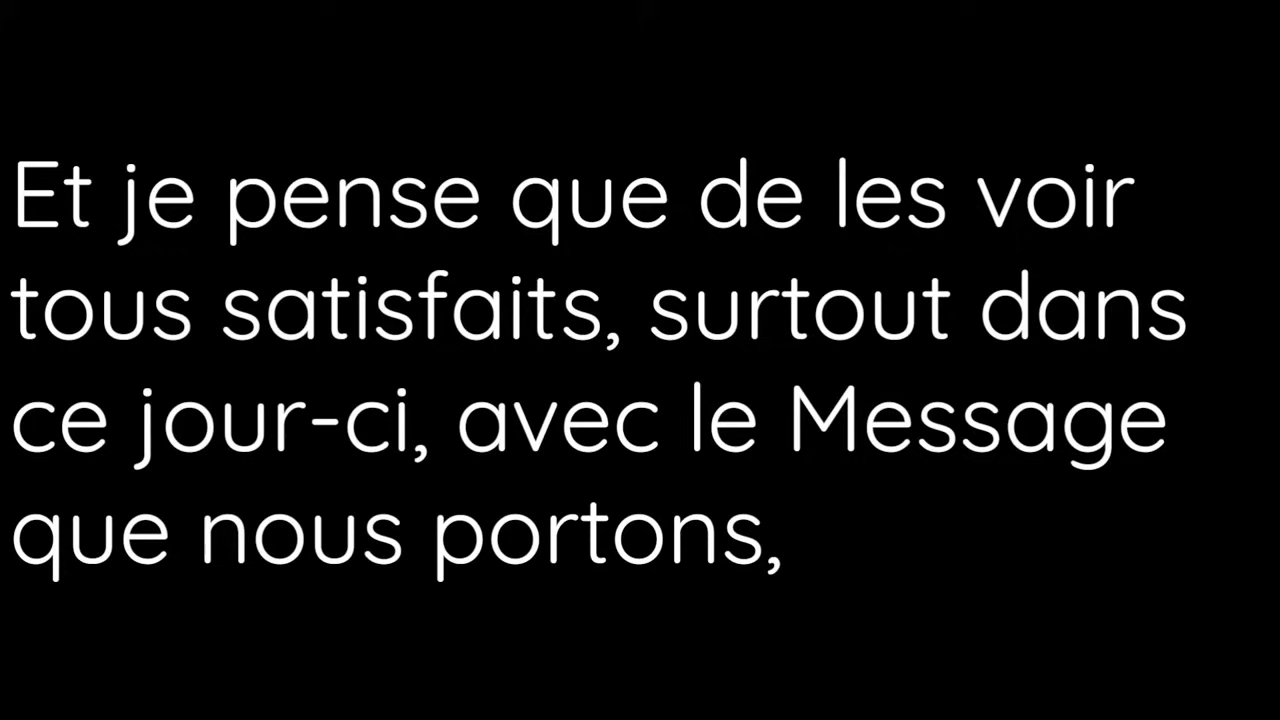 Et je pense que de les voir
tous satisfaits, surtout dans
ce jour-ci, avec le Message
que nous portons,